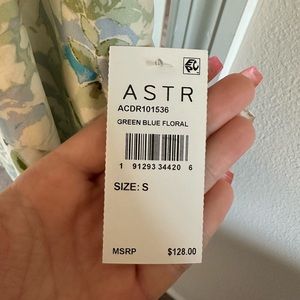 ASTR
ACDR101536
GREEN BLUE FLORAL
1 91293 34420 6
SIZE: S
MSRP $128.00